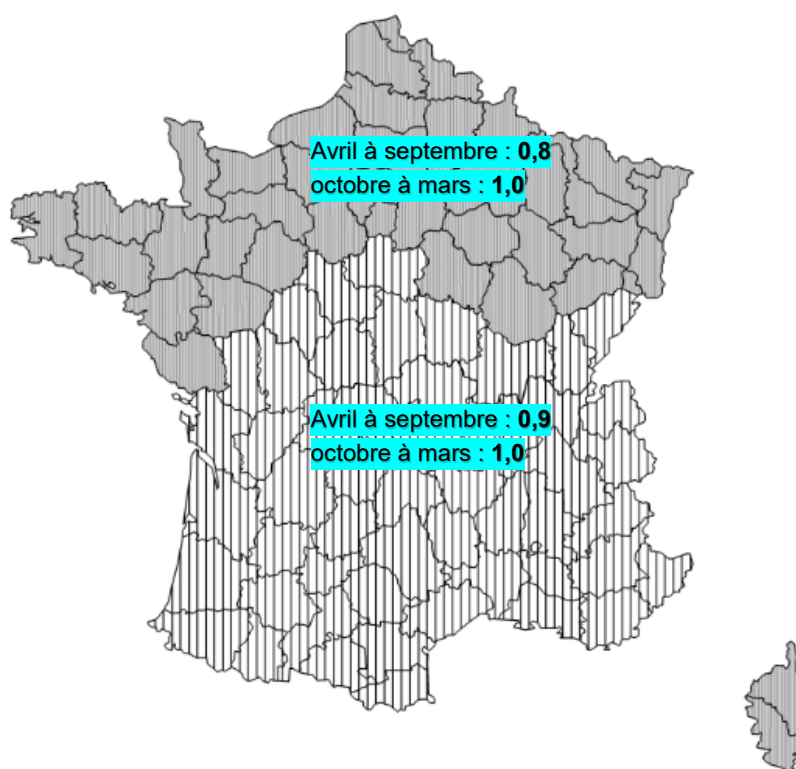 Avril à septembre : 0,8
octobre à mars : 1,0
Avril à septembre : 0,9
octobre à mars : 1,0